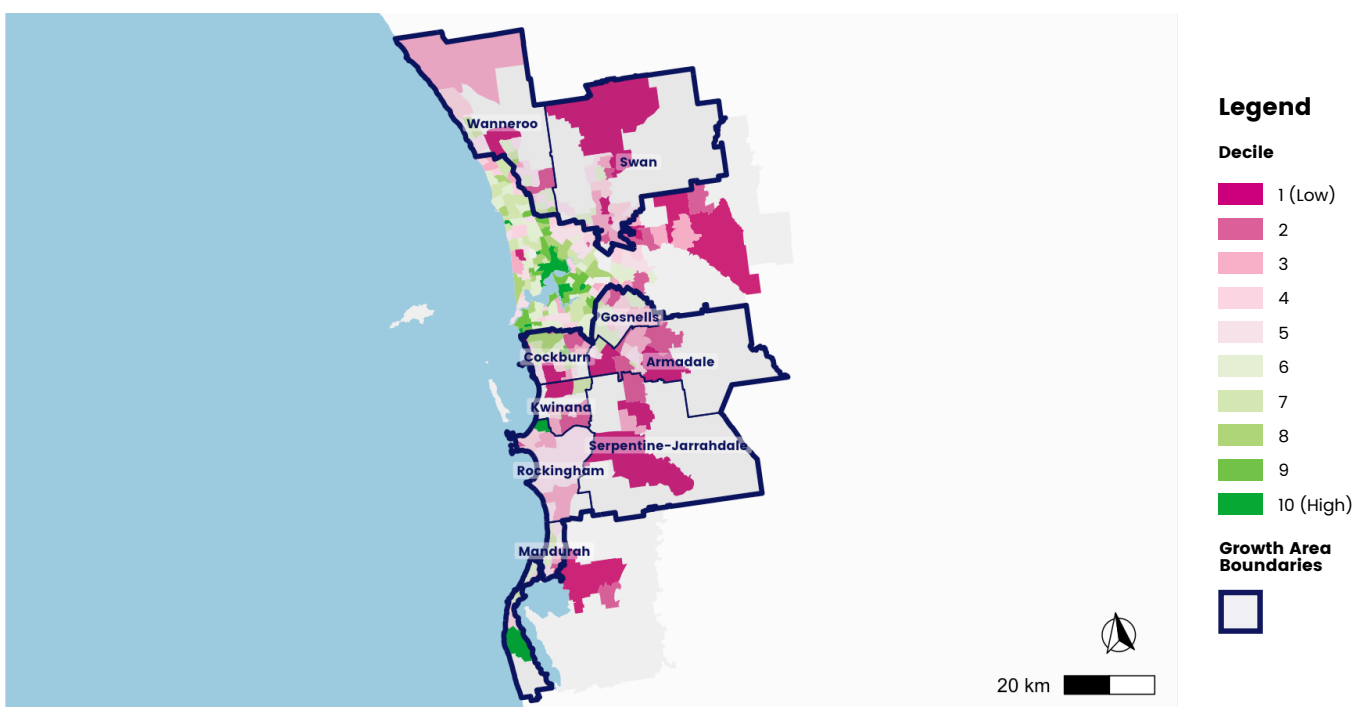 Wanneroo
Swan
Gosnells
Cockburn
Armadale
Kwinana
Serpentine-Jarrahdale
Rockingham
Mandurah
20 km
Legend
Decile
1 (Low)
2
3
4
5
6
7
8
9
10 (High)
Growth Area
Boundaries